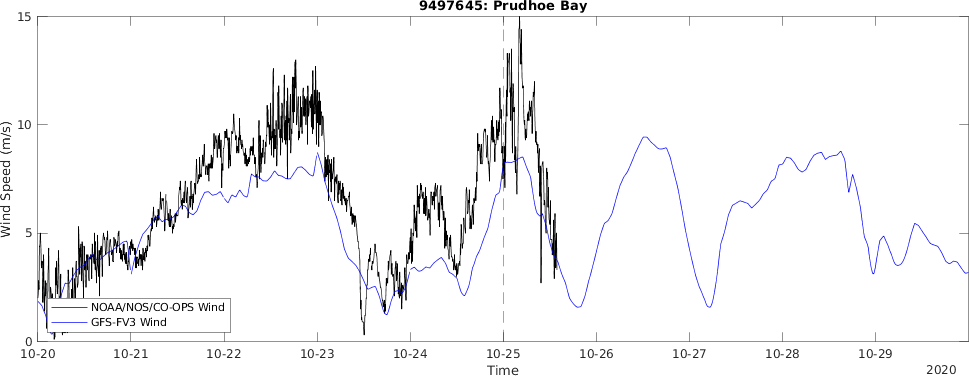 9497645: Prudhoe Bay
Wind Speed (m/s)
15
10
5
0
NOAA/NOS/CO-OPS Wind
GFS-FV3 Wind
10-20 10-21 10-22 10-23 10-24 10-25 10-26 10-27 10-28 10-29
Time
2020